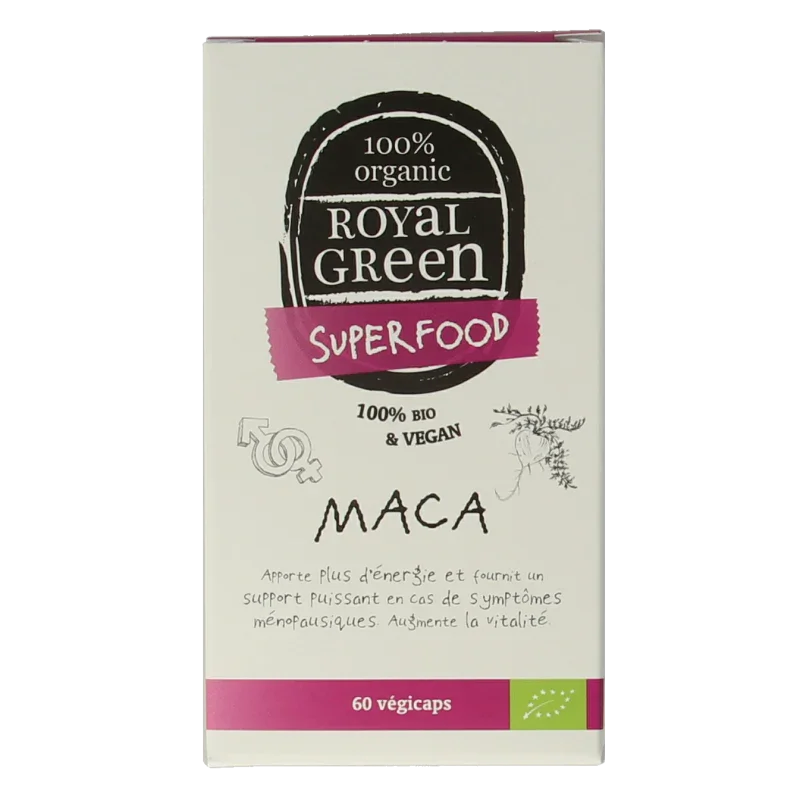 100%
organic
ROYAL
GReen
SUPERFOOD
100% BIO
& VEGAN
MACA
Apporte plus d'énergie et fournit un
support puissant en cas de symptômes
ménopausiques. Augmente la vitalité.
60 végicaps